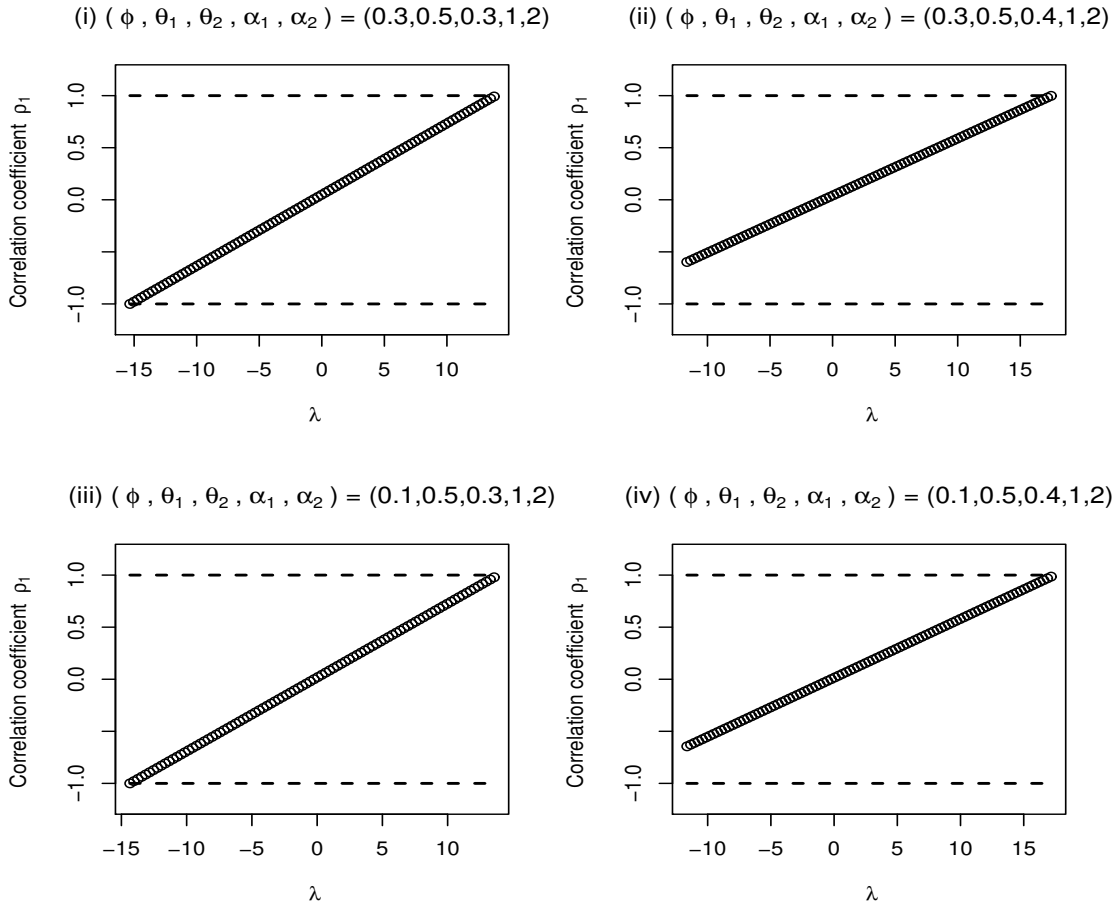 (i) ( ϕ , θ₁ , θ₂ , α₁ , α₂ ) = (0.3,0.5,0.3,1,2)
Correlation coefficient ρ₁
1.0
0.5
0.0
−1.0
−15 −10 −5 0 5 10
λ
(ii) ( ϕ , θ₁ , θ₂ , α₁ , α₂ ) = (0.3,0.5,0.4,1,2)
Correlation coefficient ρ₁
1.0
0.5
0.0
−1.0
−10 −5 0 5 10 15
λ
(iii) ( ϕ , θ₁ , θ₂ , α₁ , α₂ ) = (0.1,0.5,0.3,1,2)
Correlation coefficient ρ₁
1.0
0.5
0.0
−1.0
−15 −10 −5 0 5 10
λ
(iv) ( ϕ , θ₁ , θ₂ , α₁ , α₂ ) = (0.1,0.5,0.4,1,2)
Correlation coefficient ρ₁
1.0
0.5
0.0
−1.0
−10 −5 0 5 10 15
λ